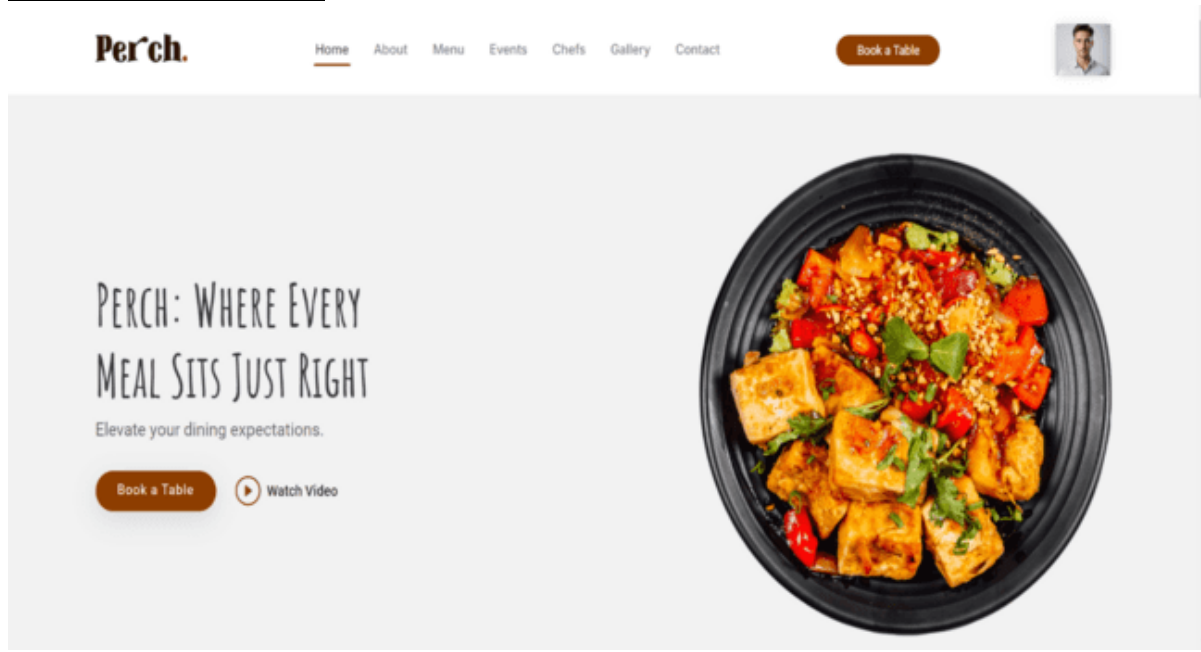 Perch.
Home About Menu Events Chefs Gallery Contact
Book a Table
Perch: Where Every
Meal Sits Just Right
Elevate your dining expectations.
Book a Table
Watch Video